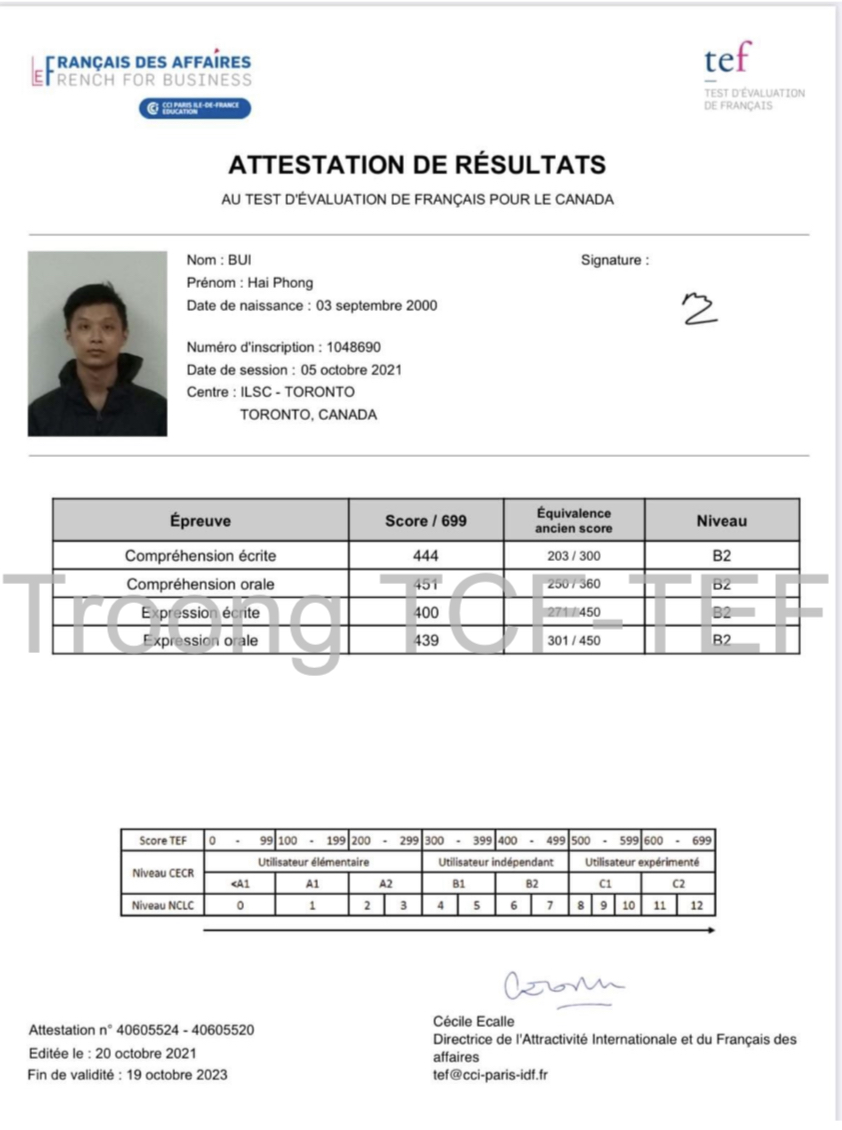 FRANÇAIS DES AFFAIRES
LE FRENCH FOR BUSINESS
CCI PARIS ILE-DE-FRANCE
EDUCATION
tef
TEST D'ÉVALUATION
DE FRANÇAIS
ATTESTATION DE RÉSULTATS
AU TEST D'ÉVALUATION DE FRANÇAIS POUR LE CANADA
Nom : BUI
Prénom : Hai Phong
Date de naissance : 03 septembre 2000
Signature :
Numéro d'inscription : 1048690
Date de session : 05 octobre 2021
Centre : ILSC - TORONTO
TORONTO, CANADA
Épreuve Score / 699 Équivalence ancien score Niveau
Compréhension écrite 444 203 / 300 B2
Compréhension orale 451 250 / 360 B2
Expression écrite 400 271 / 450 B2
Expression orale 439 301 / 450 B2
Troong TCF-TEF
Score TEF 0 - 99 100 - 199 200 - 299 300 - 399 400 - 499 500 - 599 600 - 699
Niveau CECR Utilisateur élémentaire Utilisateur indépendant Utilisateur expérimenté
<A1 A1 A2 B1 B2 C1 C2
Niveau NCLC 0 1 2 3 4 5 6 7 8 9 10 11 12
Attestation n° 40605524 - 40605520
Editée le : 20 octobre 2021
Fin de validité : 19 octobre 2023
Cécile Ecalle
Directrice de l'Attractivité Internationale et du Français des
affaires
tef@cci-paris-idf.fr